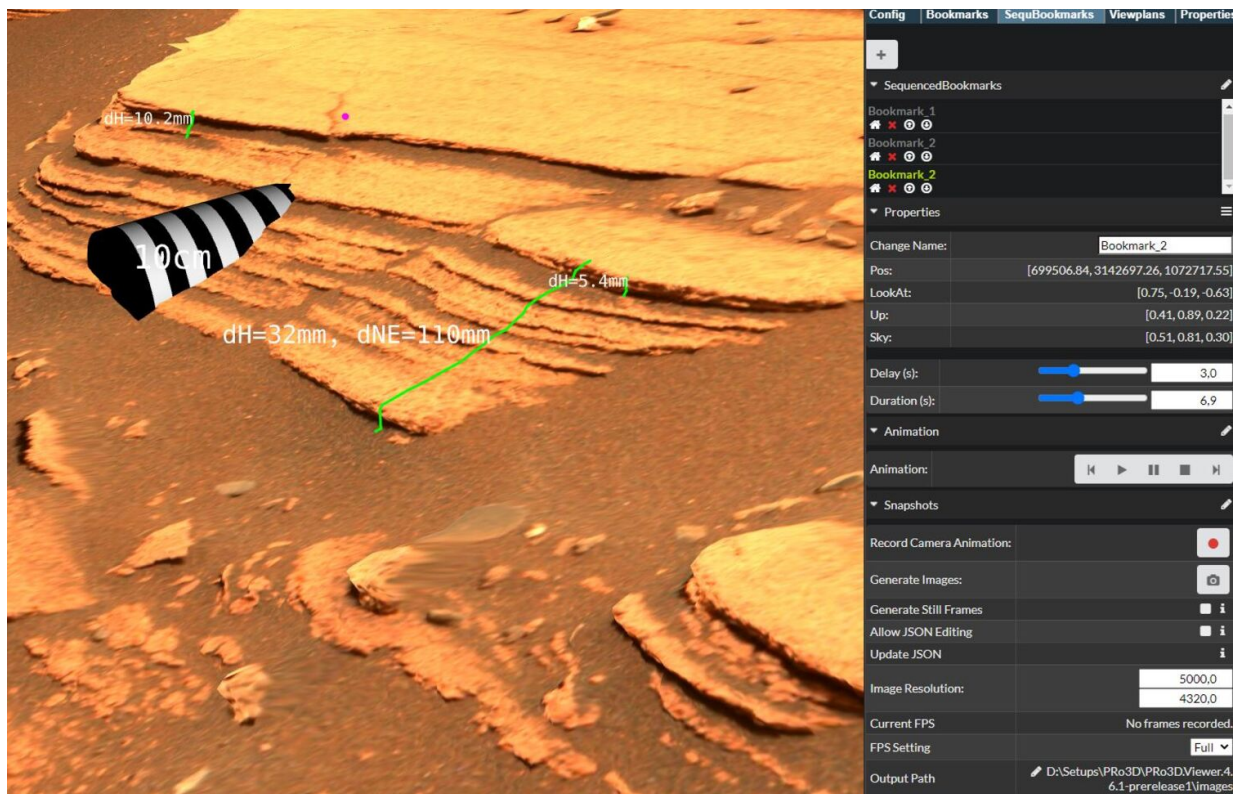 dH=10.2mm
10cm
dH=5.4mm
dH=32mm, dNE=110mm
Config Bookmarks SequBookmarks Viewplans Properties
+
SequencedBookmarks
Bookmark_1
Bookmark_2
Bookmark_2
Properties
Change Name: Bookmark_2
Pos: [699506.84, 3142697.26, 1072717.55]
LookAt: [0.75, -0.19, -0.63]
Up: [0.41, 0.89, 0.22]
Sky: [0.51, 0.81, 0.30]
Delay (s): 3,0
Duration (s): 6,9
Animation
Animation:
Snapshots
Record Camera Animation:
Generate Images:
Generate Still Frames
Allow JSON Editing
Update JSON
Image Resolution: 5000,0
4320,0
Current FPS No frames recorded.
FPS Setting Full
Output Path D:\Setups\PRo3D\PRo3D.Viewer.4.
6.1-prerelease1\images